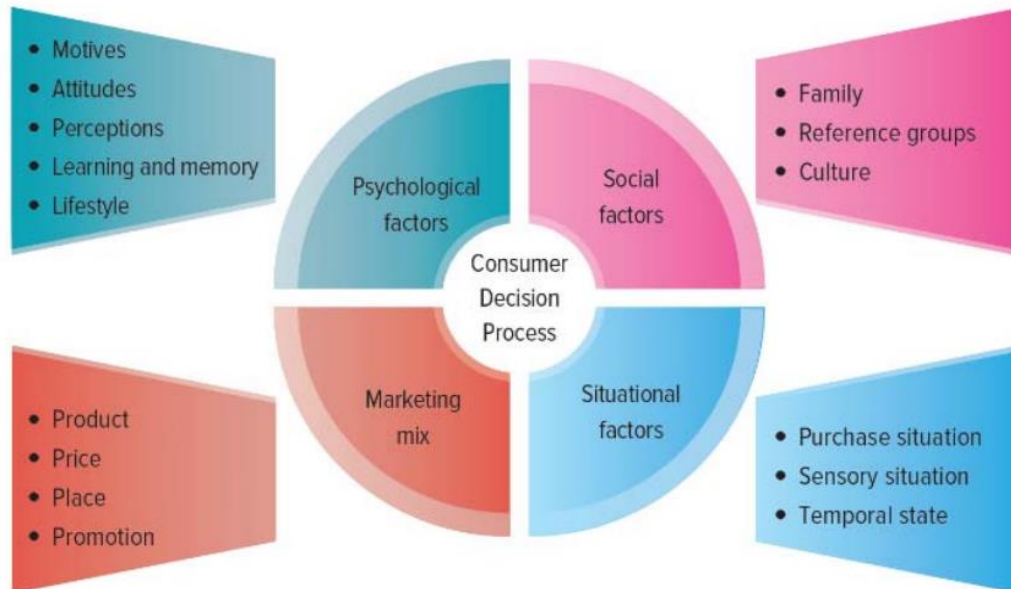 • Motives
• Attitudes
• Perceptions
• Learning and memory
• Lifestyle
Psychological
factors
Social
factors
• Family
• Reference groups
• Culture
Consumer
Decision
Process
Marketing
mix
Situational
factors
• Product
• Price
• Place
• Promotion
• Purchase situation
• Sensory situation
• Temporal state